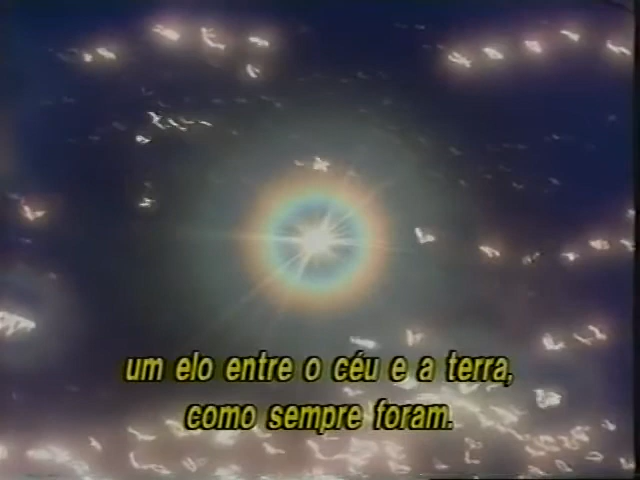 um elo entre o céu e a terra,
como sempre foram.